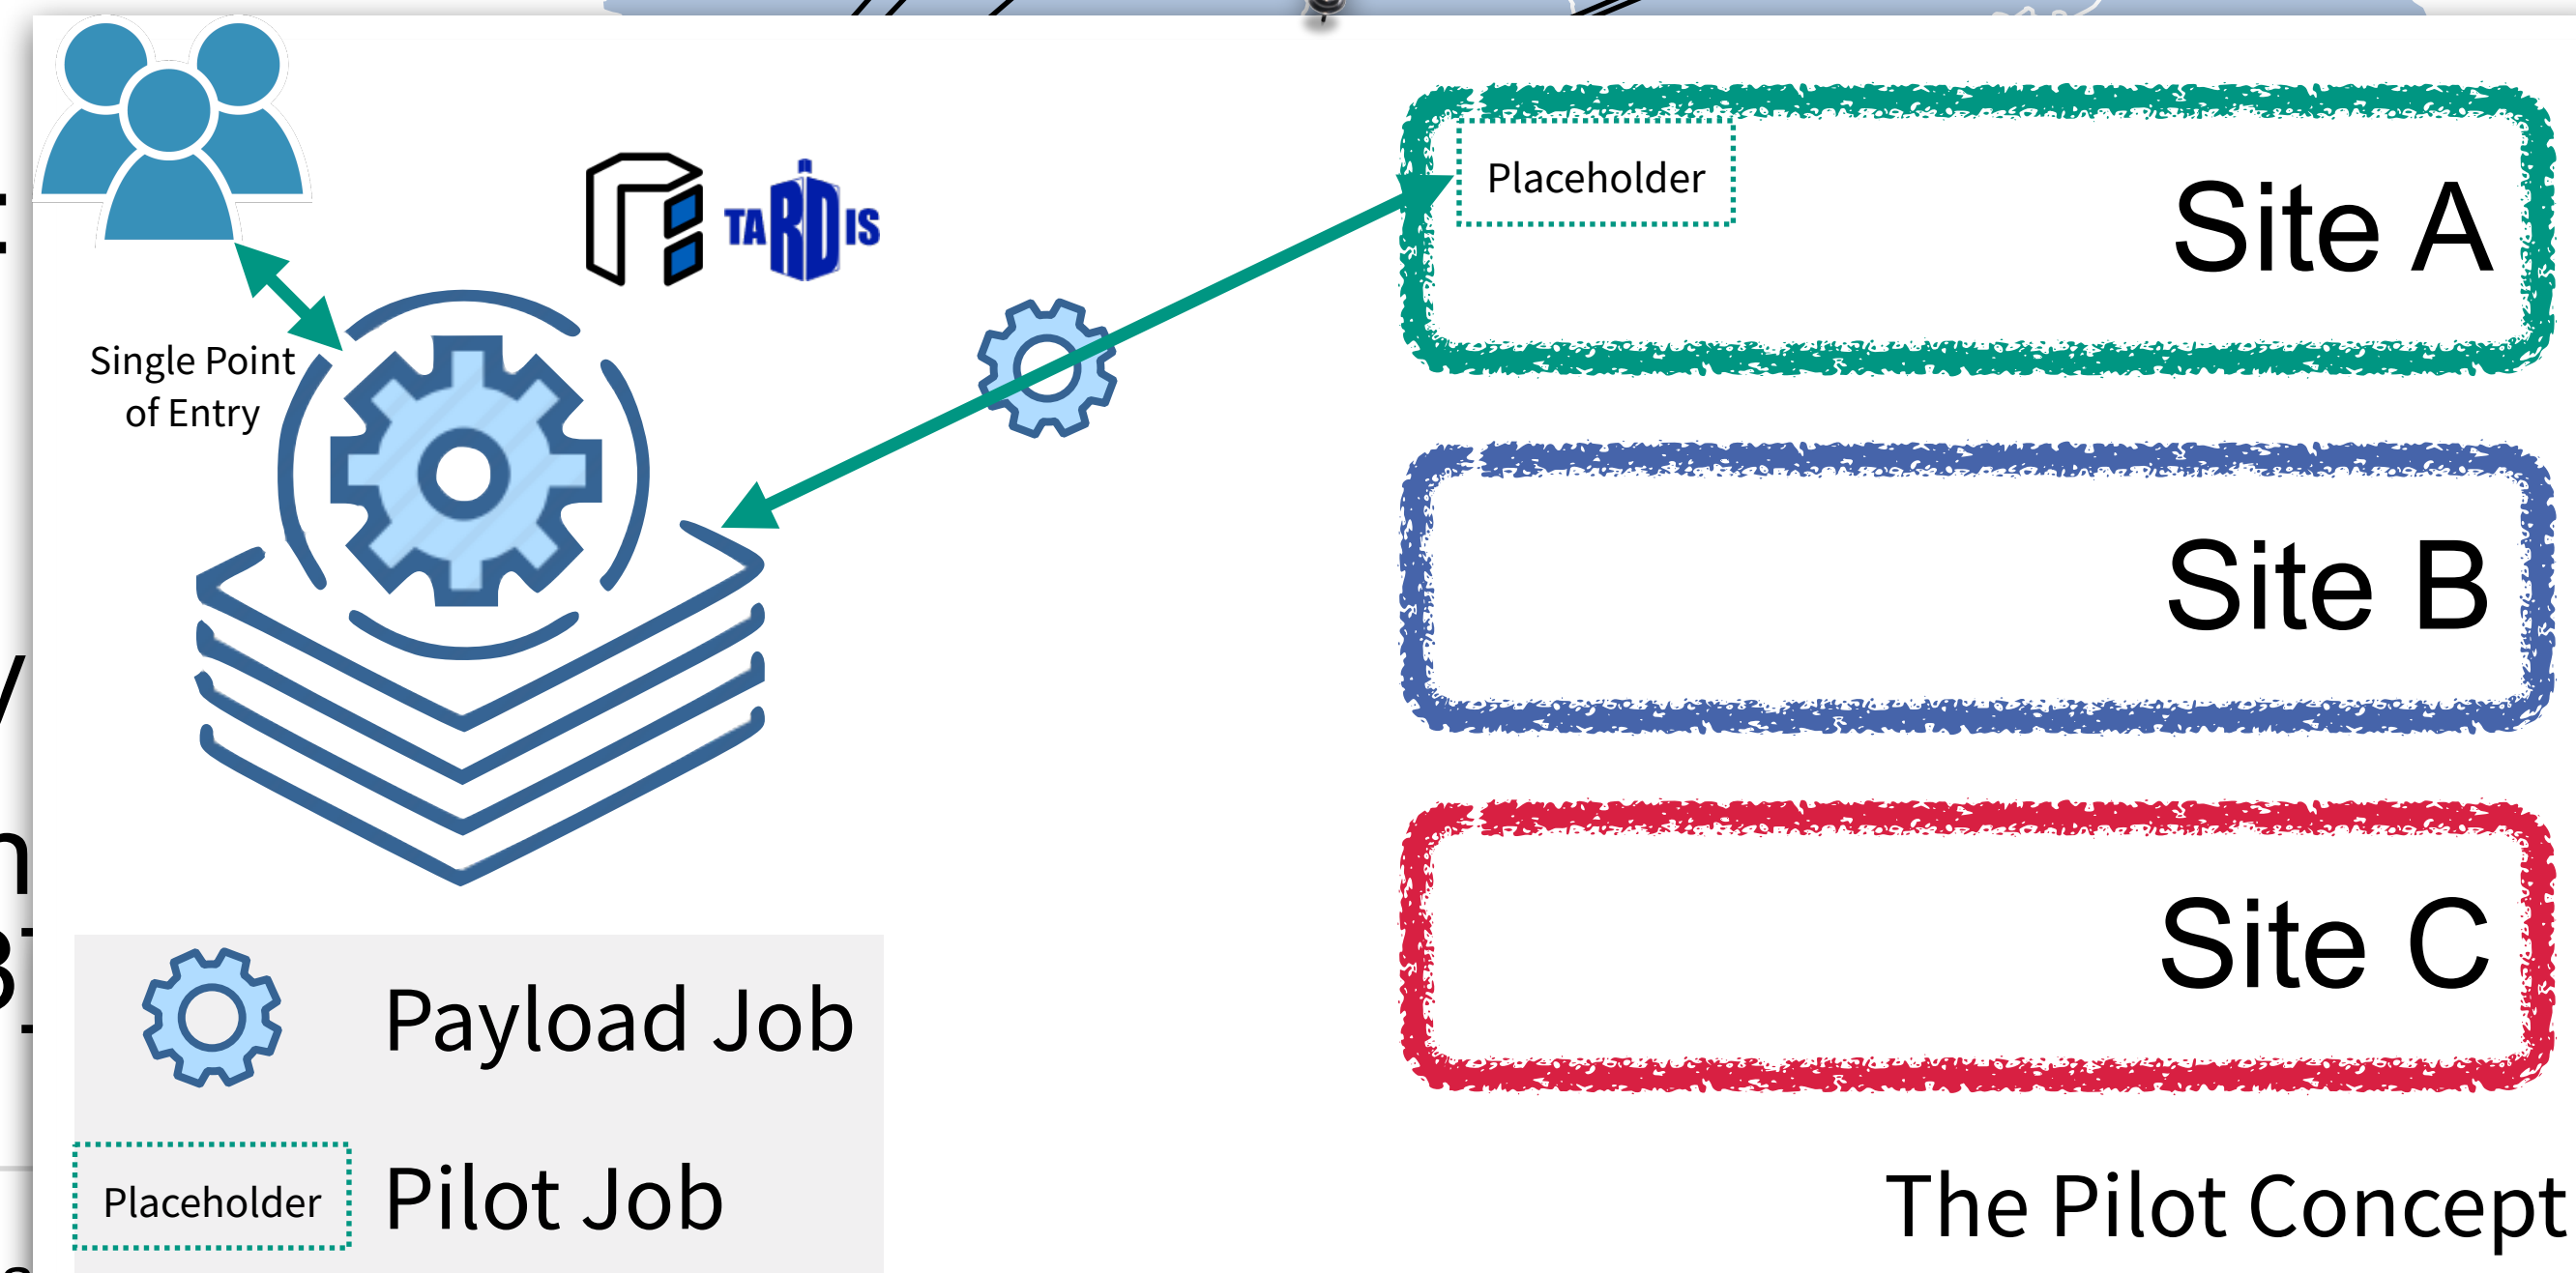 TARDIS
Placeholder
Site A
Single Point
of Entry
Site B
Site C
Payload Job
Placeholder
Pilot Job
The Pilot Concept